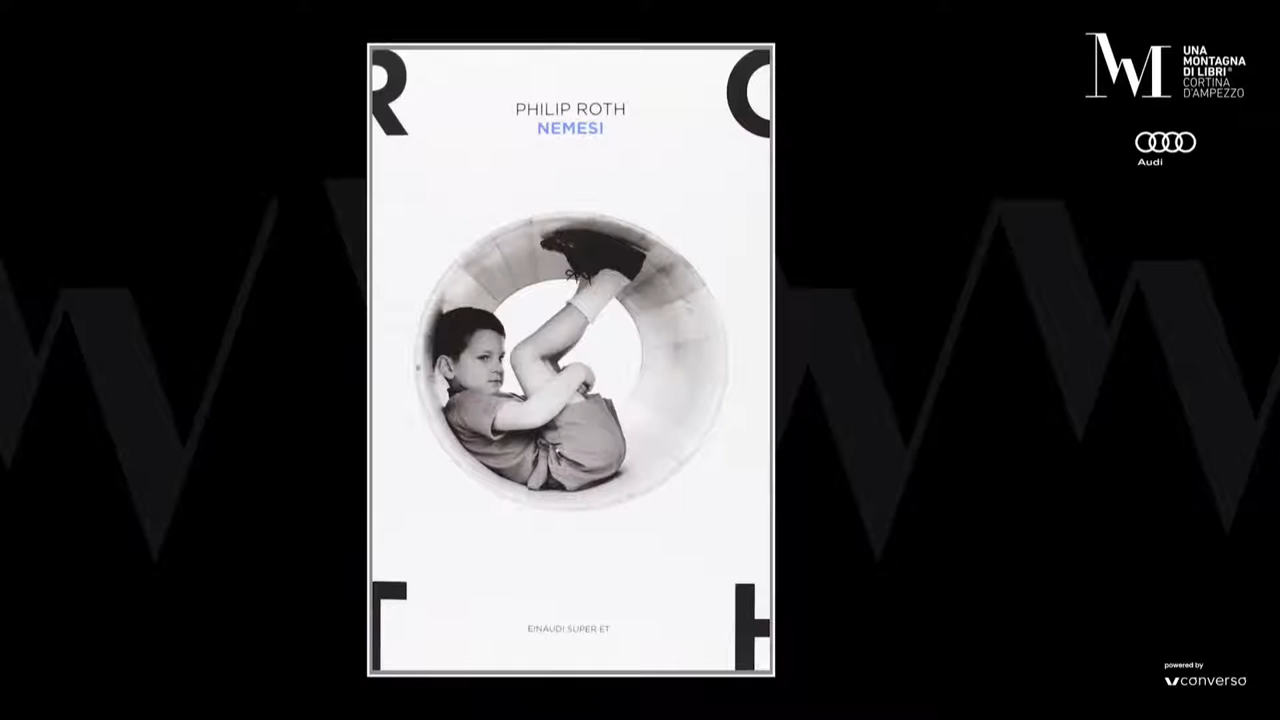 R O
PHILIP ROTH
NEMESI
T H
EINAUDI SUPER ET
UNA
MONTAGNA
DI LIBRI®
CORTINA
D'AMPEZZO
Audi
powered by
converso